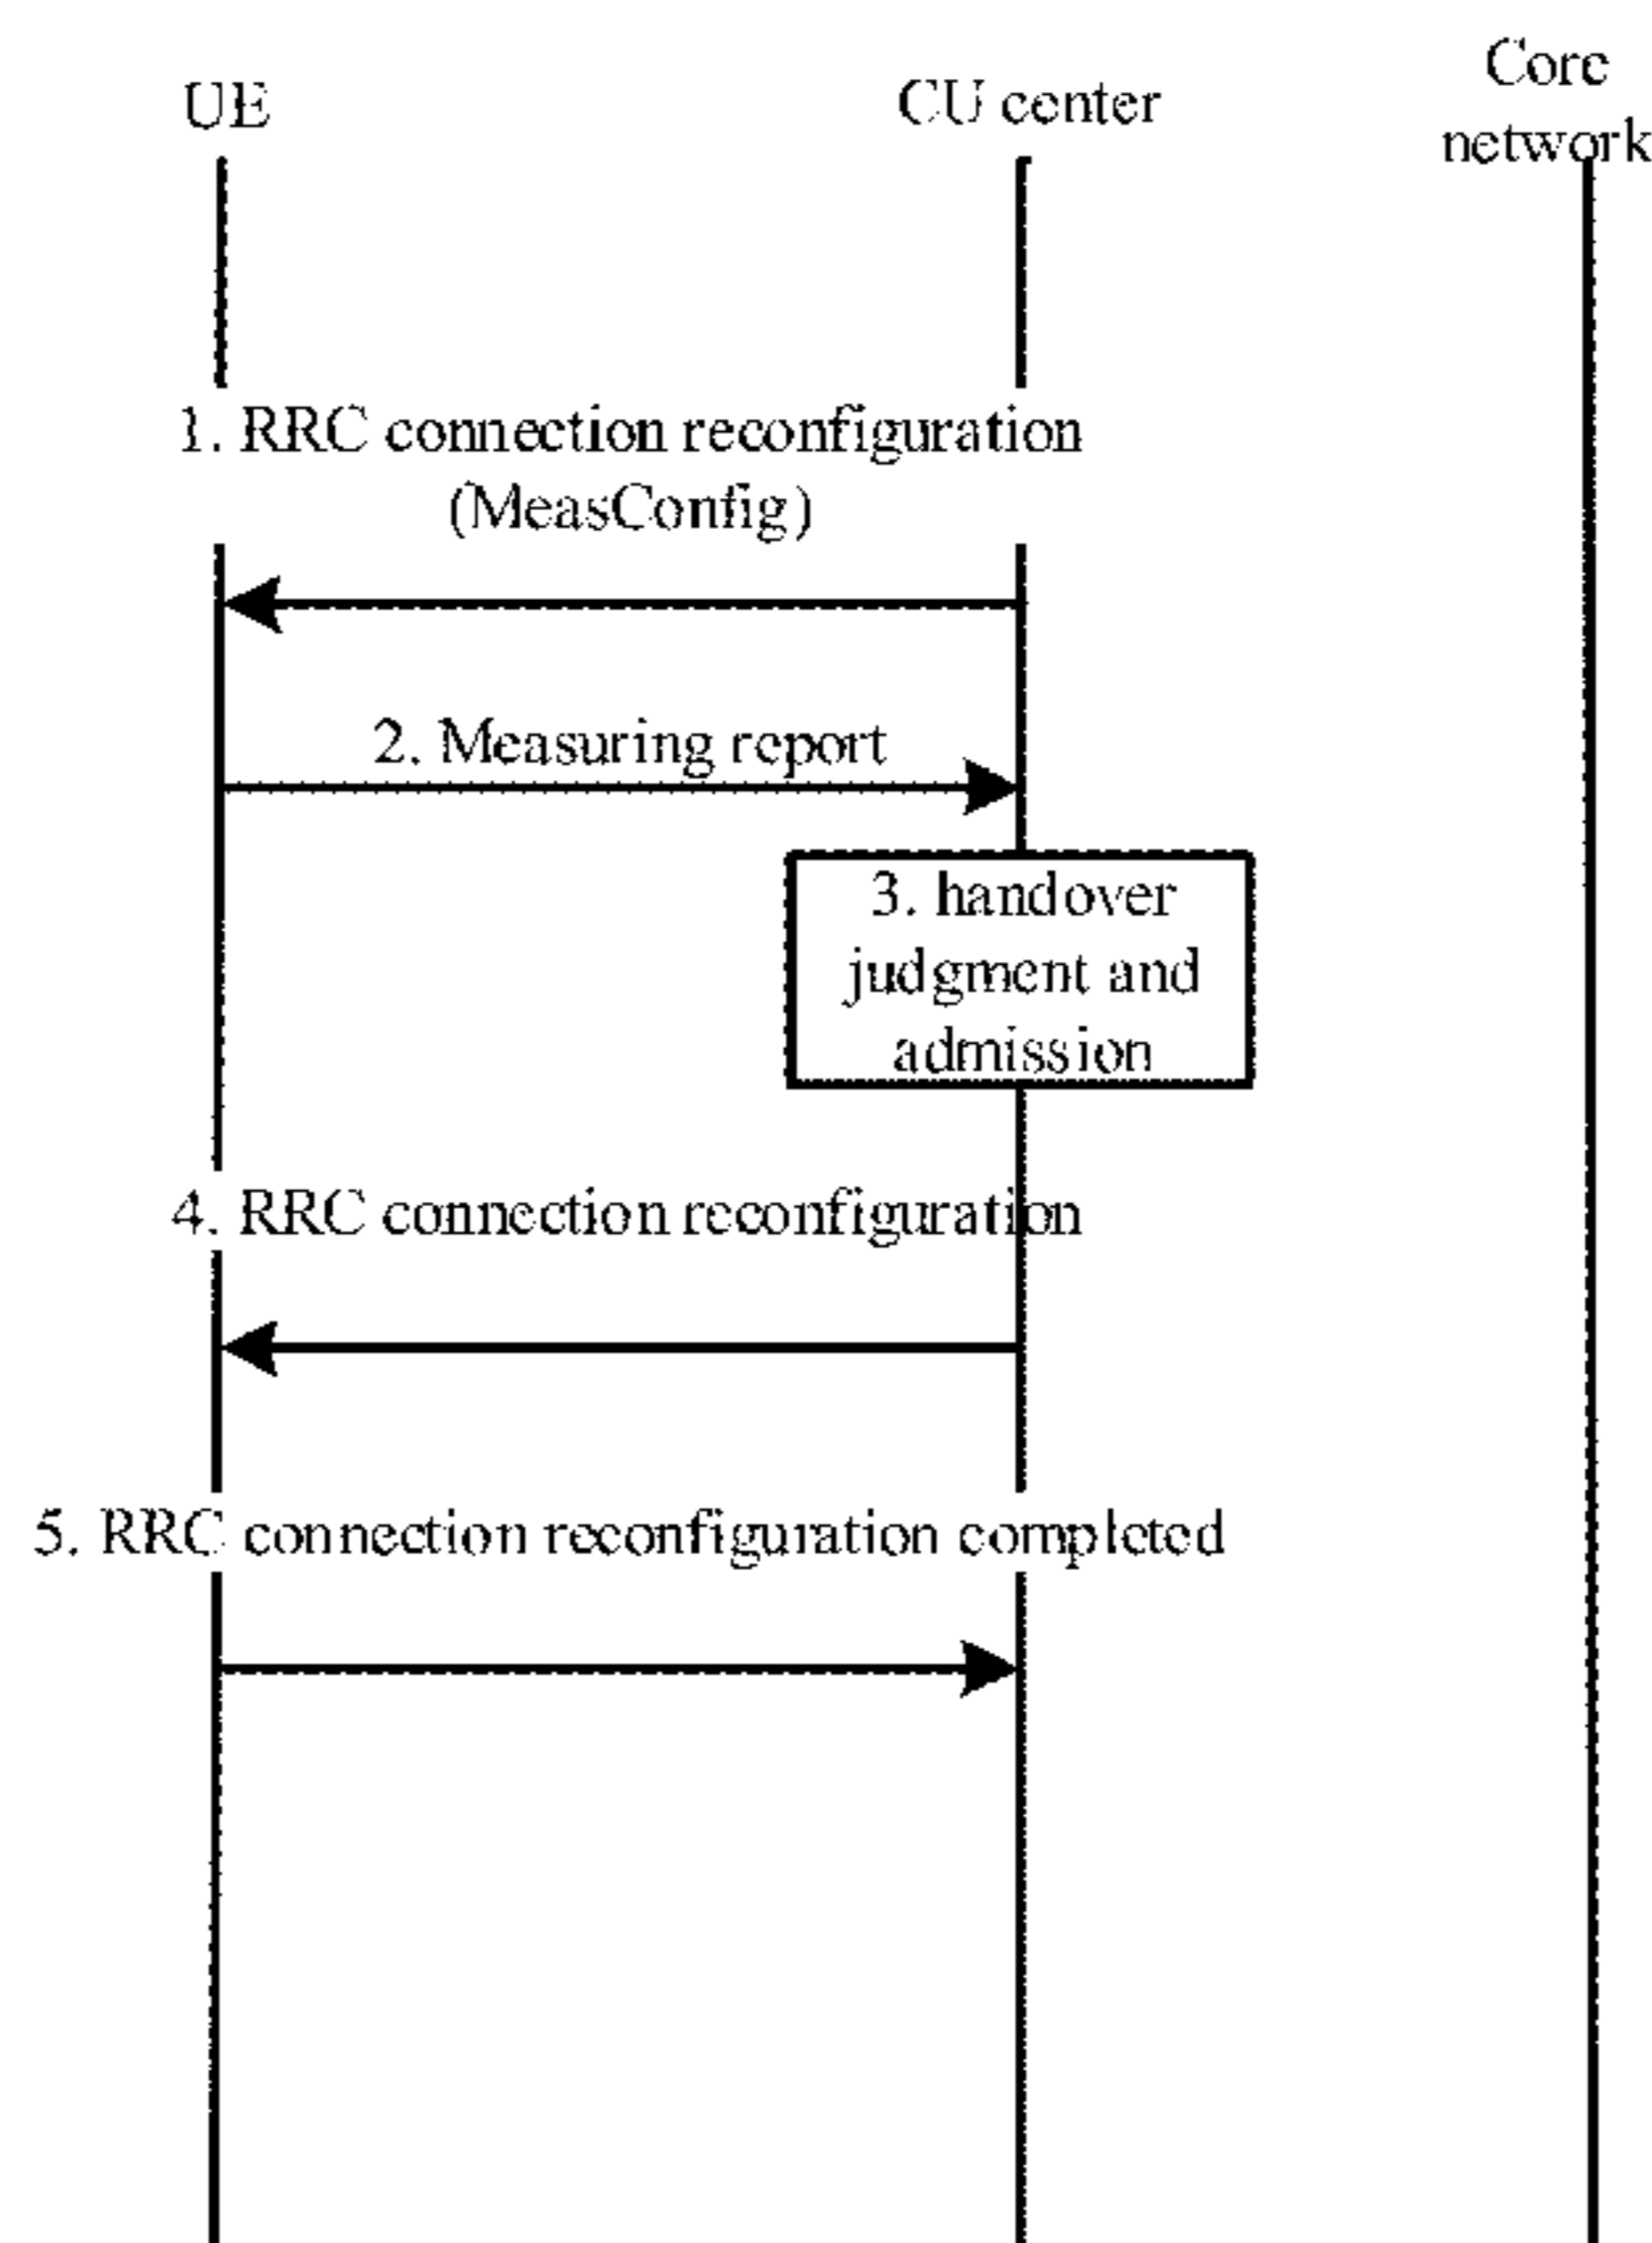 UE
CU center
Core
network
1. RRC connection reconfiguration
(MeasConfig)
2. Measuring report
3. handover
judgment and
admission
4. RRC connection reconfiguration
5. RRC connection reconfiguration completed